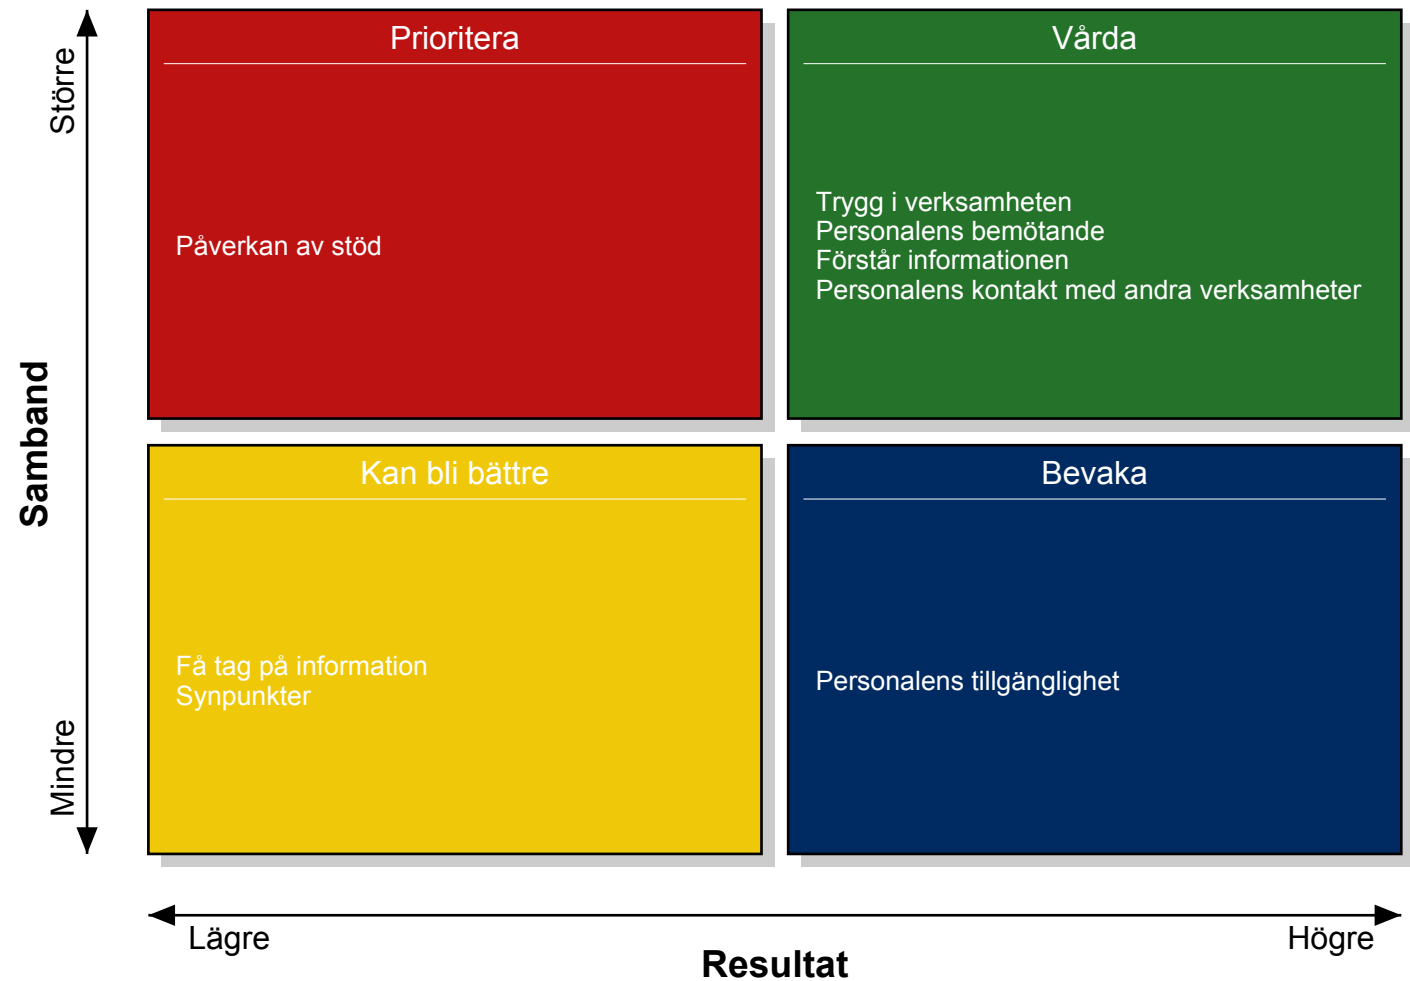 Större
Prioritera
Vårda
Påverkan av stöd
Trygg i verksamheten
Personalens bemötande
Förstår informationen
Personalens kontakt med andra verksamheter
Samband
Kan bli bättre
Bevaka
Få tag på information
Synpunkter
Personalens tillgänglighet
Mindre
Lägre
Högre
Resultat